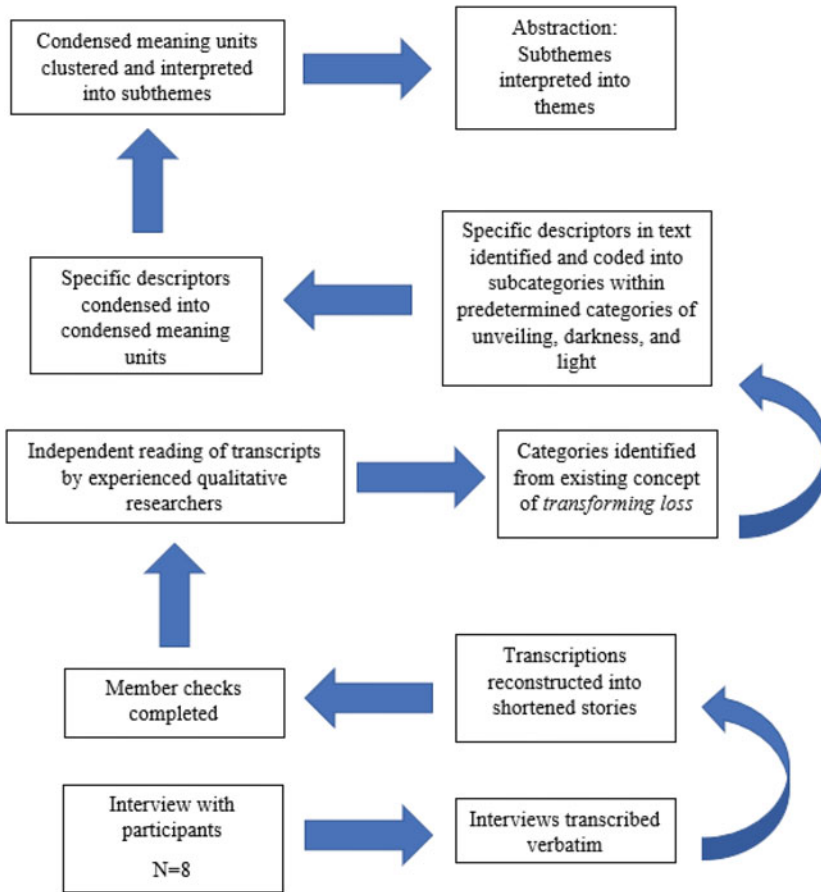 Condensed meaning units
clustered and interpreted
into subthemes
Abstraction:
Subthemes
interpreted into
themes
Specific descriptors
condensed into
condensed meaning
units
Specific descriptors in text
identified and coded into
subcategories within
predetermined categories of
unveiling, darkness, and
light
Independent reading of transcripts
by experienced qualitative
researchers
Categories identified
from existing concept
of transforming loss
Member checks
completed
Transcriptions
reconstructed into
shortened stories
Interview with
participants
N=8
Interviews transcribed
verbatim